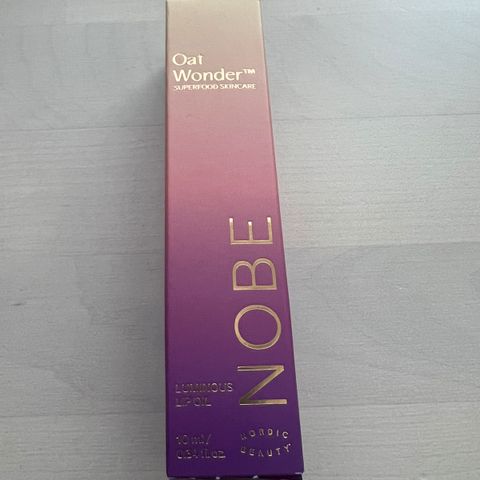 Oat
Wonder™
SUPERFOOD SKINCARE
NOBE
LUMINOUS
LIP OIL
10 ml/
0.34 fl oz
NORDIC
BEAUTY